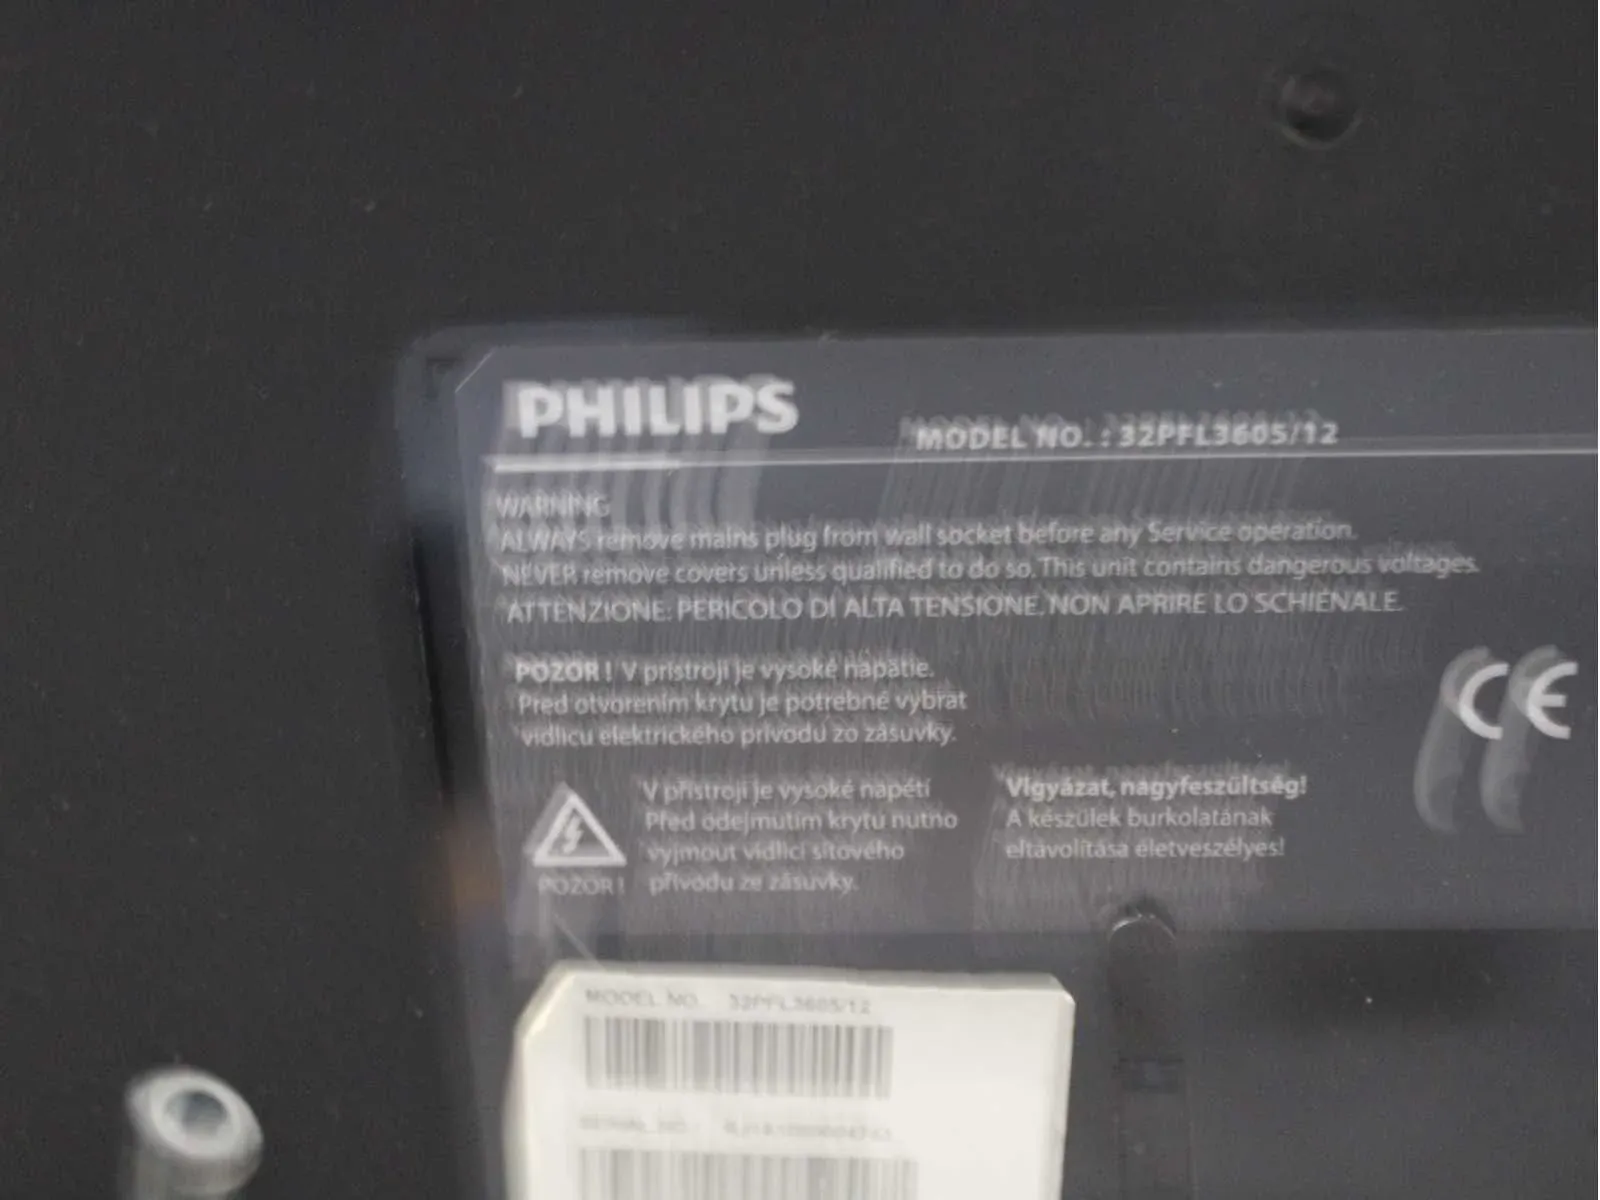 PHILIPS
MODEL NO. : 32PFL3605/12
WARNING
ALWAYS remove mains plug from wall socket before any Service operation.
NEVER remove covers unless qualified to do so. This unit contains dangerous voltages.
ATTENZIONE: PERICOLO DI ALTA TENSIONE. NON APRIRE LO SCHIENALE.
POZOR! V prístroji je vysoké napätie.
Pred otvorením krytu je potrebné vybrat
vidlicu elektrického prívodu zo zásuvky.
V přístroji je vysoké napětí
Před odejmutím krytu nutno
vyjmout vidlici síťového
přívodu ze zásuvky.
POZOR!
Vigyázat, nagyfeszültség!
A készülek burkolatának
eltávolítása életveszélyes!
CE
MODEL NO. 32PFL3605/12
SERIAL NO.